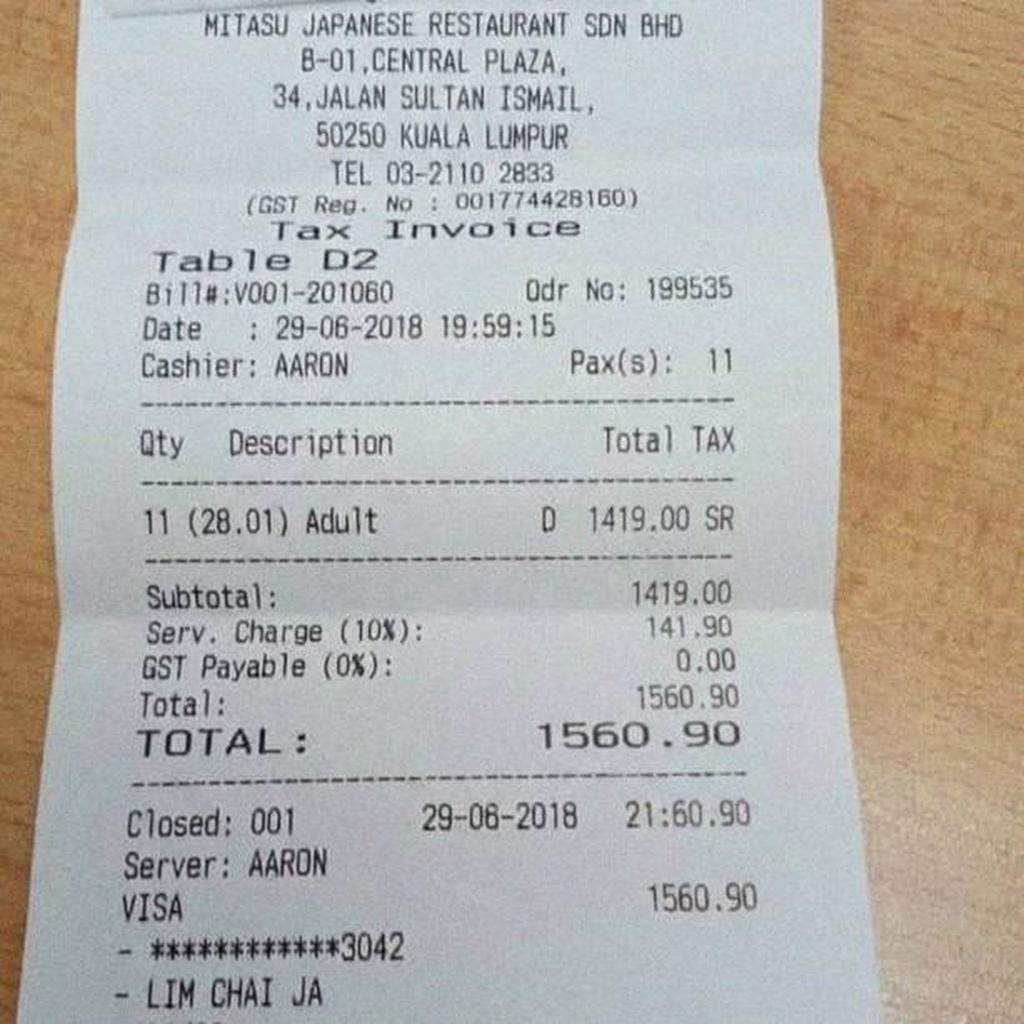 MITASU JAPANESE RESTAURANT SDN BHD
B-01,CENTRAL PLAZA,
34,JALAN SULTAN ISMAIL,
50250 KUALA LUMPUR
TEL 03-2110 2833
(GST Reg. No : 001774428160)
Tax Invoice
Table D2
Bill#:V001-201060 Odr No: 199535
Date : 29-06-2018 19:59:15
Cashier: AARON Pax(s): 11
Qty Description Total TAX
11 (28.01) Adult D 1419.00 SR
Subtotal: 1419.00
Serv. Charge (10%): 141.90
GST Payable (0%): 0.00
Total: 1560.90
TOTAL: 1560.90
Closed: 001 29-06-2018 21:60.90
Server: AARON
VISA 1560.90
- ************3042
- LIM CHAI JA